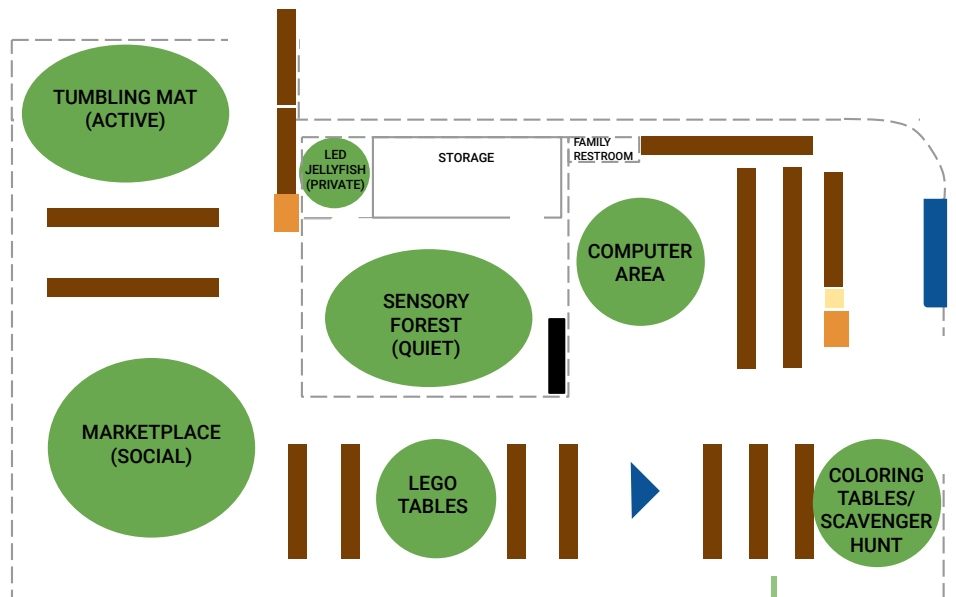 TUMBLING MAT
(ACTIVE)
LED
JELLYFISH
(PRIVATE)
STORAGE
FAMILY
RESTROOM
COMPUTER
AREA
SENSORY
FOREST
(QUIET)
MARKETPLACE
(SOCIAL)
LEGO
TABLES
COLORING
TABLES/
SCAVENGER
HUNT